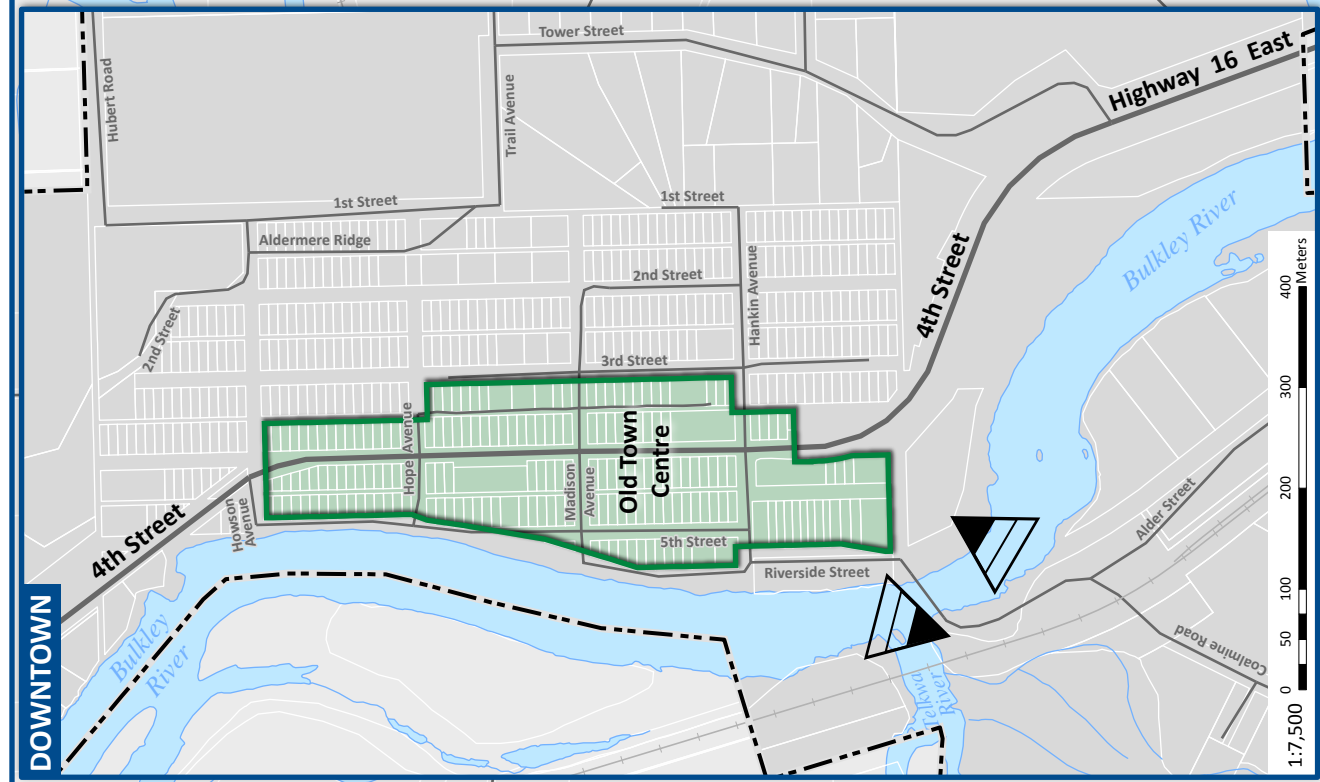 DOWNTOWN
Tower Street
Highway 16 East
Hubert Road
Trail Avenue
1st Street
1st Street
Aldermere Ridge
2nd Street
2nd Street
Hankin Avenue
4th Street
Bulkley River
3rd Street
Hope Avenue
Old Town
Centre
Madison
Avenue
4th Street
Howson
Avenue
5th Street
Riverside Street
Alder Street
Bulkley
River
Telkwa
River
Coalmine Road
1:7,500
0 50 100 200 300 400
Meters